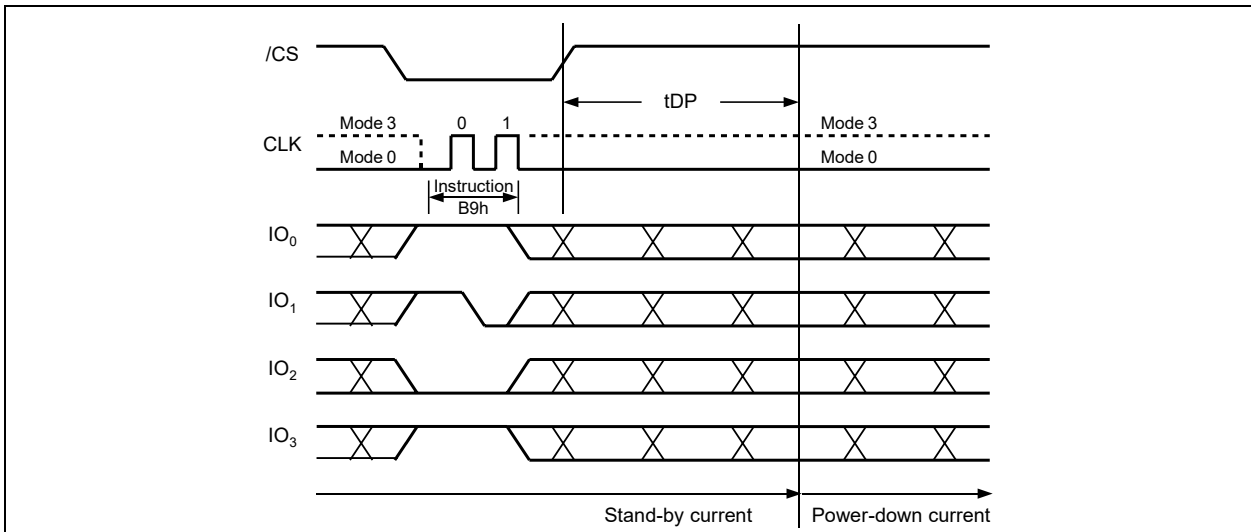 /CS
tDP
CLK
Mode 3
0
1
Mode 3
Mode 0
Mode 0
Instruction
B9h
IO₀
IO₁
IO₂
IO₃
Stand-by current
Power-down current